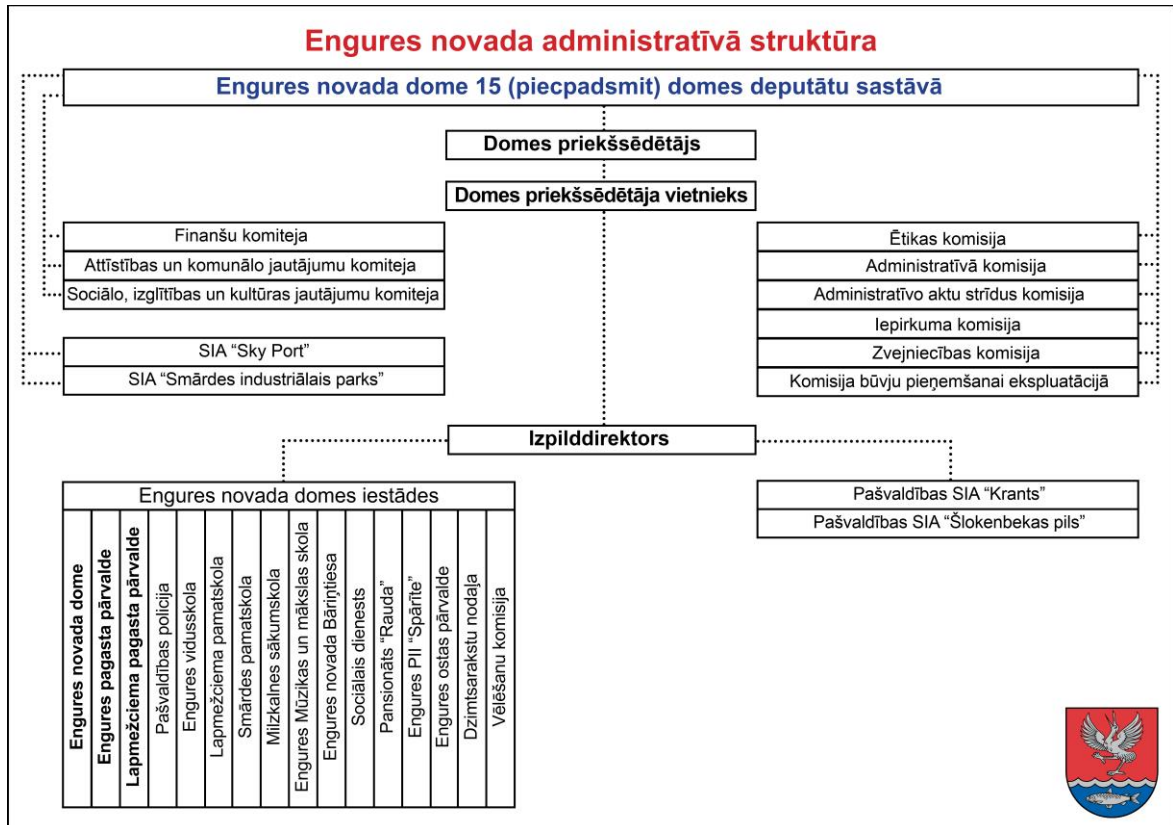 Engures novada administratīvā struktūra
Engures novada dome 15 (piecpadsmit) domes deputātu sastāvā
Domes priekšsēdētājs
Domes priekšsēdētāja vietnieks
Finanšu komiteja
Attīstības un komunālo jautājumu komiteja
Sociālo, izglītības un kultūras jautājumu komiteja
SIA “Sky Port”
SIA “Smārdes industriālais parks”
Ētikas komisija
Administratīvā komisija
Administratīvo aktu strīdus komisija
Iepirkuma komisija
Zvejniecības komisija
Komisija būvju pieņemšanai ekspluatācijā
Izpilddirektors
Engures novada domes iestādes
Engures novada dome
Engures pagasta pārvalde
Lapmežciema pagasta pārvalde
Pašvaldības policija
Engures vidusskola
Lapmežciema pamatskola
Smārdes pamatskola
Milzkalnes sākumskola
Engures Mūzikas un mākslas skola
Engures novada Bāriņtiesa
Sociālais dienests
Pansionāts “Rauda”
Engures PII “Spārīte”
Engures ostas pārvalde
Dzimtsarakstu nodaļa
Vēlēšanu komisija
Pašvaldības SIA “Krants”
Pašvaldības SIA “Šlokenbekas pils”